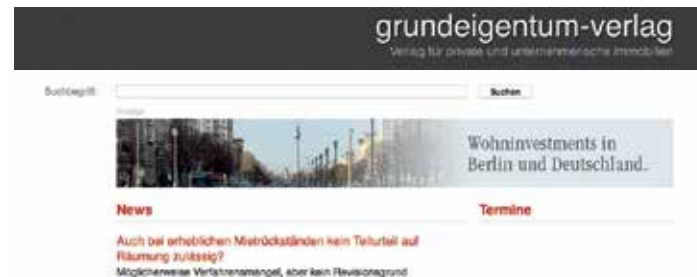 grundeigentum-verlag
Verlag für private und unternehmerische Immobilien
Suchbegriff:
Suchen
Anzeige
Wohninvestments in
Berlin und Deutschland.
News
Termine
Auch bei erheblichen Mietrückständen kein Teilurteil auf
Räumung zulässig?
Möglicherweise Verfahrensmangel, aber kein Revisionsgrund